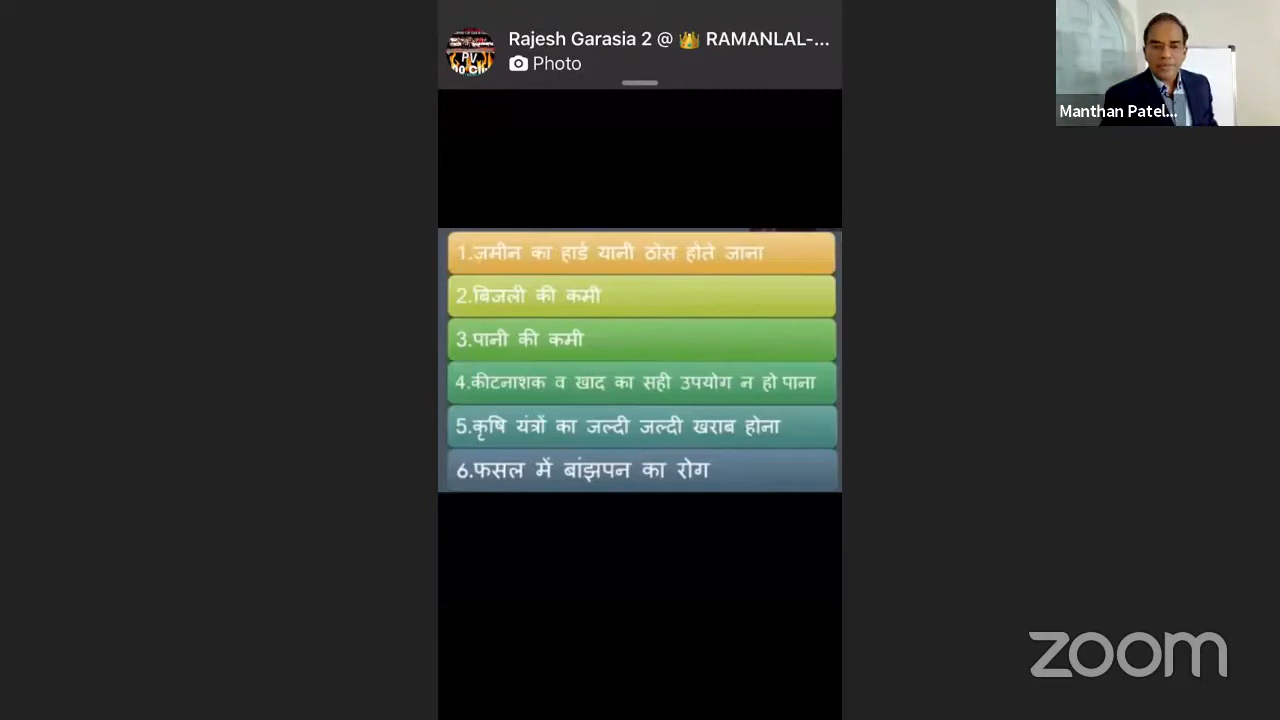 Rajesh Garasia 2 @ 👑 RAMANLAL-...
Photo
Manthan Patel...
1.ज़मीन का हार्ड यानी ठोस होते जाना
2.बिजली की कमी
3.पानी की कमी
4.कीटनाशक व खाद का सही उपयोग न हो पाना
5.कृषि यंत्रों का जल्दी जल्दी खराब होना
6.फसल में बांझपन का रोग
zoom